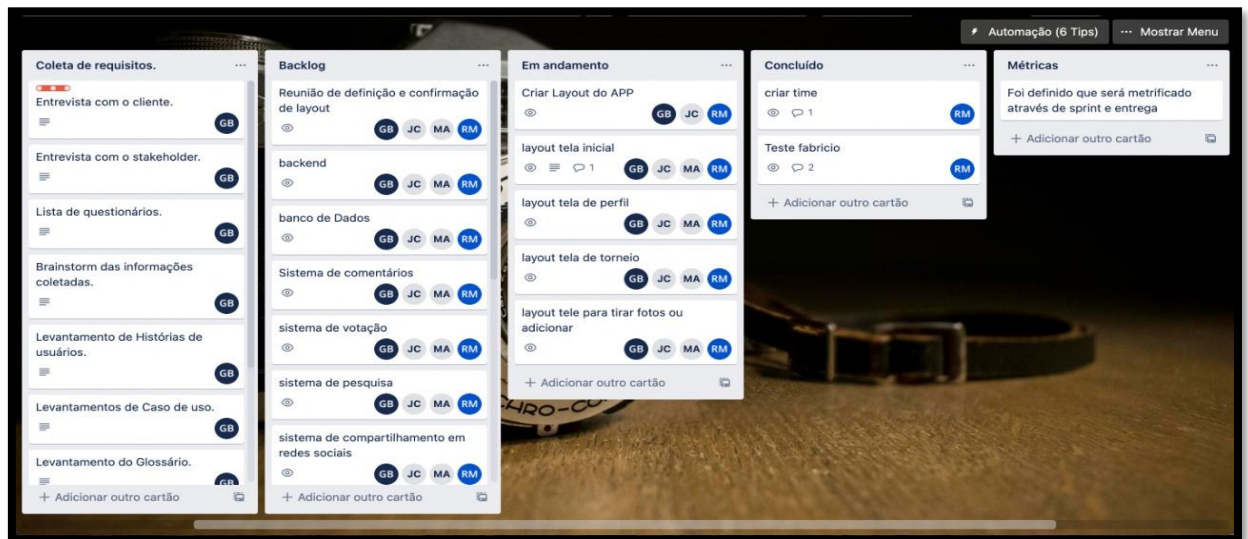 Automação (6 Tips)
Mostrar Menu
Coleta de requisitos.
Entrevista com o cliente.
GB
Entrevista com o stakeholder.
GB
Lista de questionários.
GB
Brainstorm das informações
coletadas.
GB
Levantamento de Histórias de
usuários.
GB
Levantamentos de Caso de uso.
GB
Levantamento do Glossário.
GB
+ Adicionar outro cartão
Backlog
Reunião de definição e confirmação
de layout
GB JC MA RM
backend
GB JC MA RM
banco de Dados
GB JC MA RM
Sistema de comentários
GB JC MA RM
sistema de votação
GB JC MA RM
sistema de pesquisa
GB JC MA RM
sistema de compartilhamento em
redes sociais
GB JC MA RM
+ Adicionar outro cartão
Em andamento
Criar Layout do APP
GB JC RM
layout tela inicial
1 GB JC MA RM
layout tela de perfil
GB JC MA RM
layout tela de torneio
GB JC MA RM
layout tele para tirar fotos ou
adicionar
GB JC MA RM
+ Adicionar outro cartão
Concluído
criar time
1 RM
Teste fabricio
2 RM
+ Adicionar outro cartão
Métricas
Foi definido que será metrificado
através de sprint e entrega
+ Adicionar outro cartão